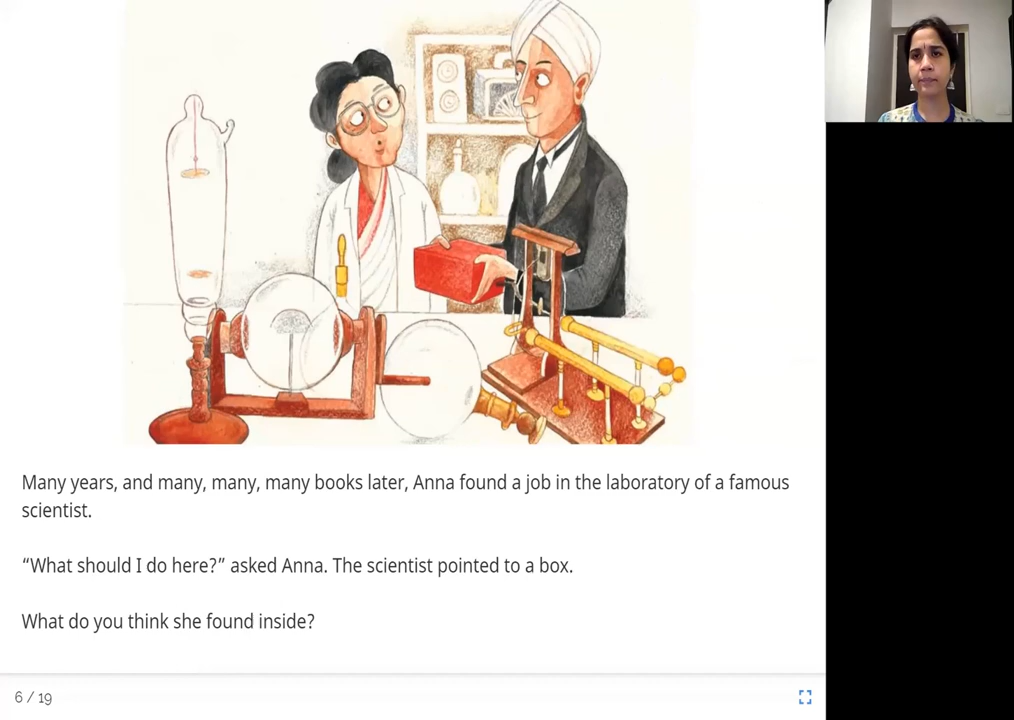 Many years, and many, many, many books later, Anna found a job in the laboratory of a famous
scientist.
“What should I do here?” asked Anna. The scientist pointed to a box.
What do you think she found inside?
6 / 19